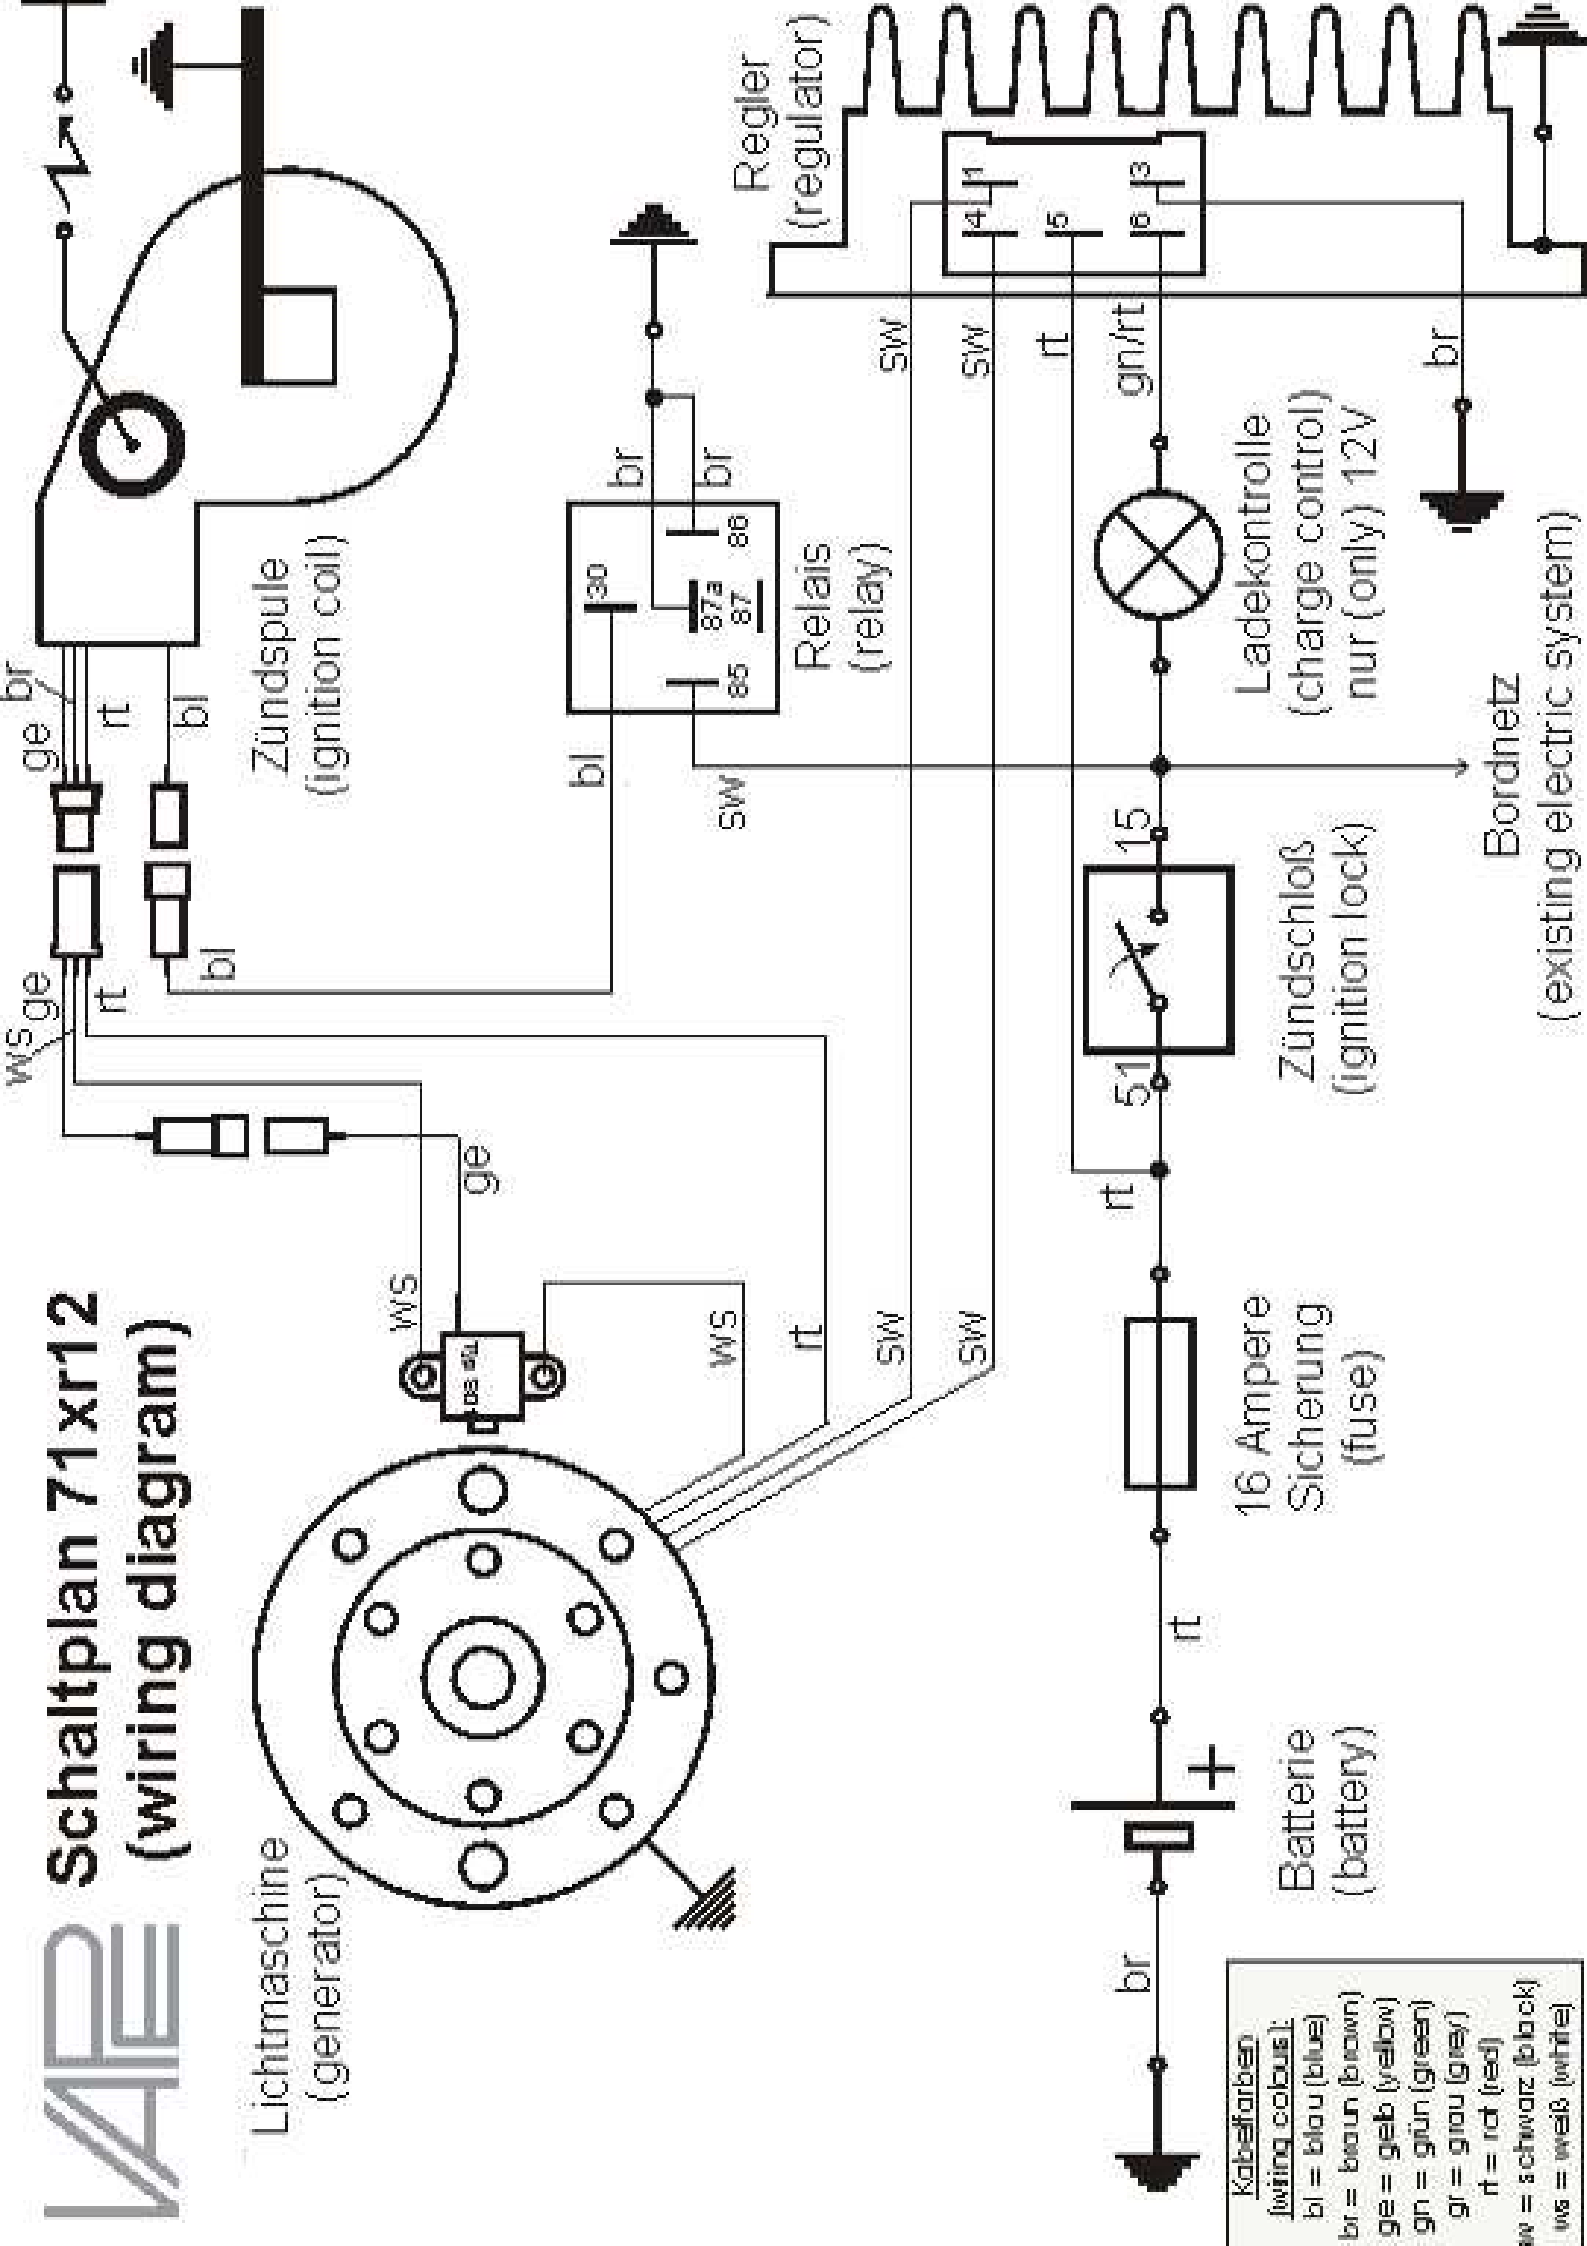 VAPE
Schaltplan 71xr12
(wiring diagram)
Lichtmaschine
(generator)
ws
ge
br
ge
rt
rt
bl
bl
Zündspule
(ignition coil)
ws
ge
ws
rt
bl
br
br
30
87a
87
85
86
sw
Relais
(relay)
Regler
(regulator)
1
4
5
6
3
sw
sw
sw
sw
rt
gn/rt
br
Ladekontrolle
(charge control)
nur (only) 12V
15
51
Zündschloß
(ignition lock)
Bordnetz
(existing electric system)
rt
16 Ampere
Sicherung
(fuse)
rt
+
Batterie
(battery)
br
Kabelfarben
(wiring colous):
bl = blau (blue)
br = braun (brown)
ge = gelb (yellow)
gn = grün (green)
gr = grau (grey)
rt = rot (red)
w = schwarz (black)
ws = weiß (white)